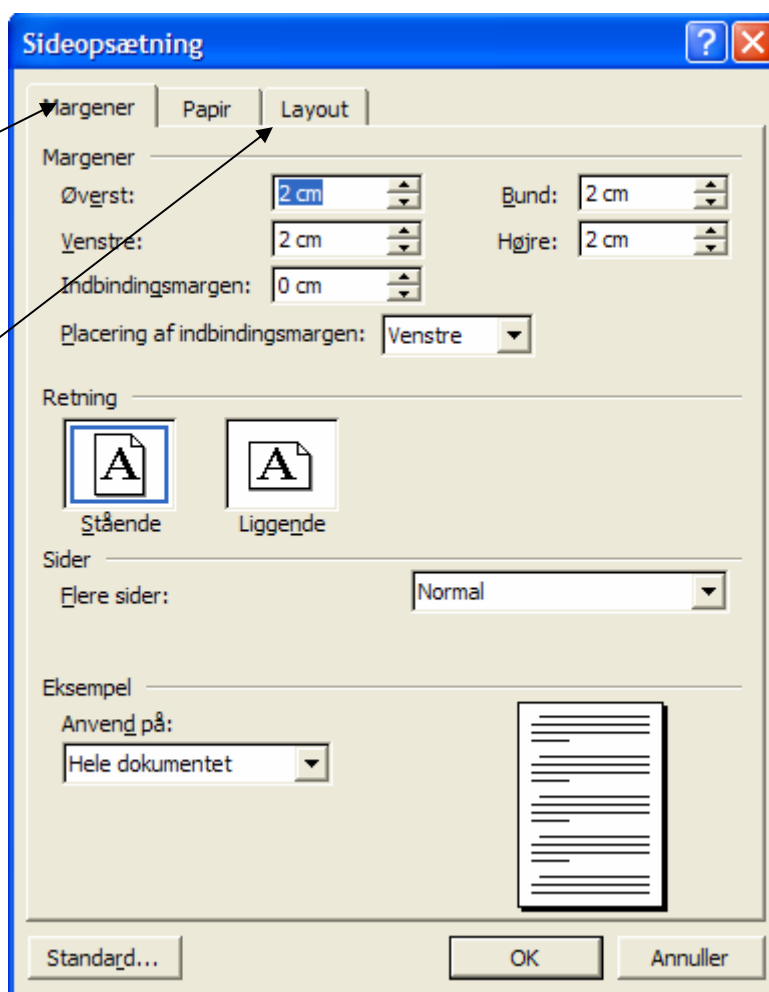 Sideopsætning
Margener Papir Layout
Margener
Øverst: 2 cm Bund: 2 cm
Venstre: 2 cm Højre: 2 cm
Indbindingsmargen: 0 cm
Placering af indbindingsmargen: Venstre
Retning
A A
Stående Liggende
Sider
Flere sider: Normal
Eksempel
Anvend på:
Hele dokumentet
Standard... OK Annuller